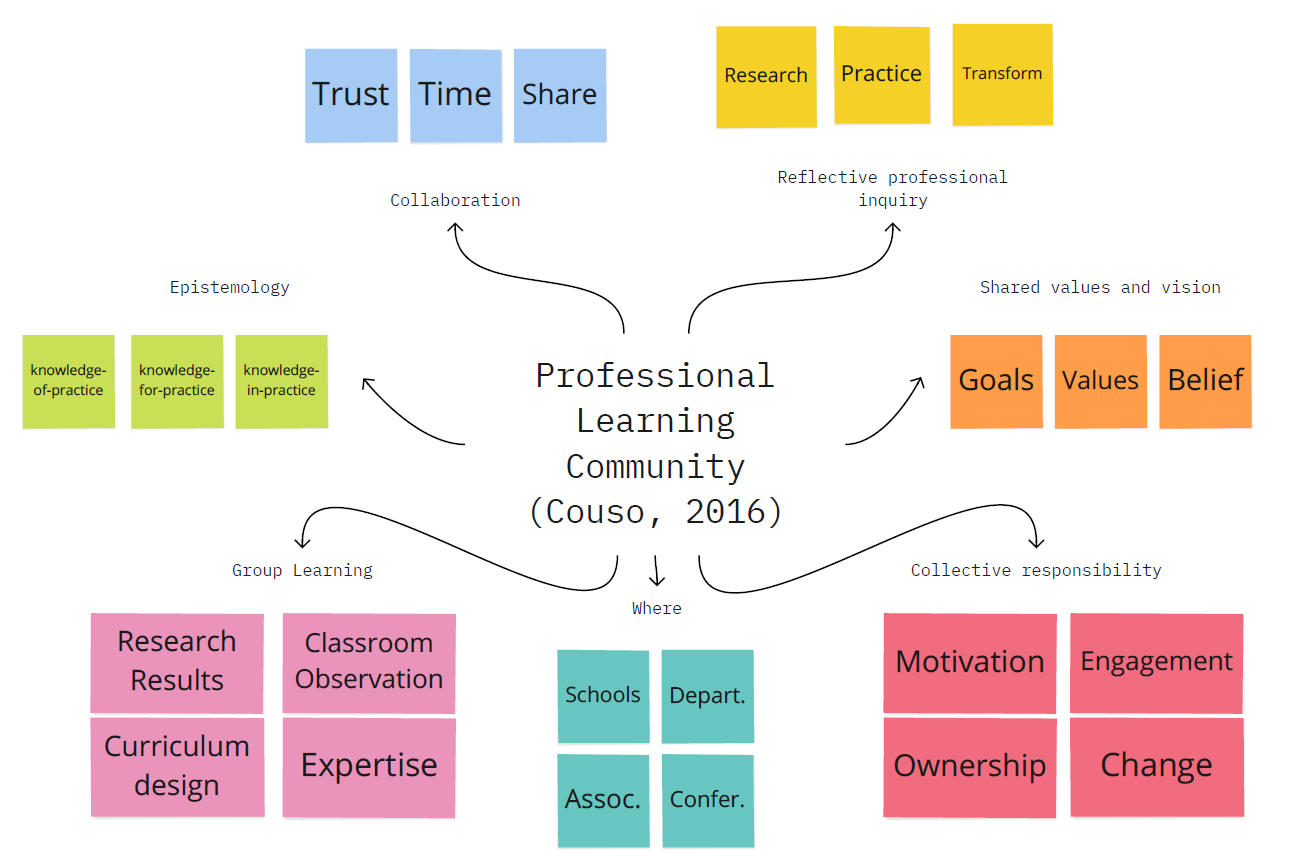 Trust
Time
Share
Research
Practice
Transform
Collaboration
Reflective professional
inquiry
Epistemology
Shared values and vision
knowledge-
of-practice
knowledge-
for-practice
knowledge-
in-practice
Professional
Learning
Community
(Couso, 2016)
Goals
Values
Belief
Group Learning
Where
Collective responsibility
Research
Results
Classroom
Observation
Curriculum
design
Expertise
Schools
Depart.
Assoc.
Confer.
Motivation
Engagement
Ownership
Change